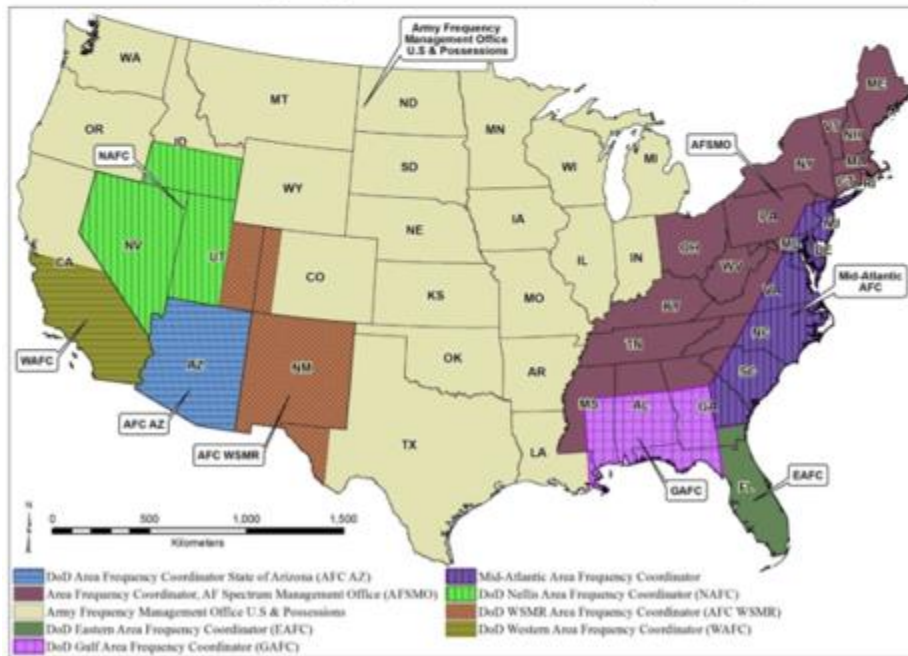 Army Frequency
Management Office
U.S & Possessions
WA
MT
ND
MN
ME
VT
NH
OR
ID
SD
WI
MI
NY
MA
CT
RI
AFSMO
NAFC
WY
IA
PA
NJ
NE
OH
MD
DE
NV
UT
CO
IL
IN
WV
VA
Mid-Atlantic
AFC
CA
KS
MO
KY
NC
WAFC
AZ
NM
OK
AR
TN
SC
MS
AL
GA
AFC AZ
AFC WSMR
TX
LA
GAFC
FL
EAFC
0
500
1,000
1,500
Kilometers
DoD Area Frequency Coordinator State of Arizona (AFC AZ)
Area Frequency Coordinator, AF Spectrum Management Office (AFSMO)
Army Frequency Management Office U.S & Possessions
DoD Eastern Area Frequency Coordinator (EAFC)
DoD Gulf Area Frequency Coordinator (GAFC)
Mid-Atlantic Area Frequency Coordinator
DoD Nellis Area Frequency Coordinator (NAFC)
DoD WSMR Area Frequency Coordinator (AFC WSMR)
DoD Western Area Frequency Coordinator (WAFC)